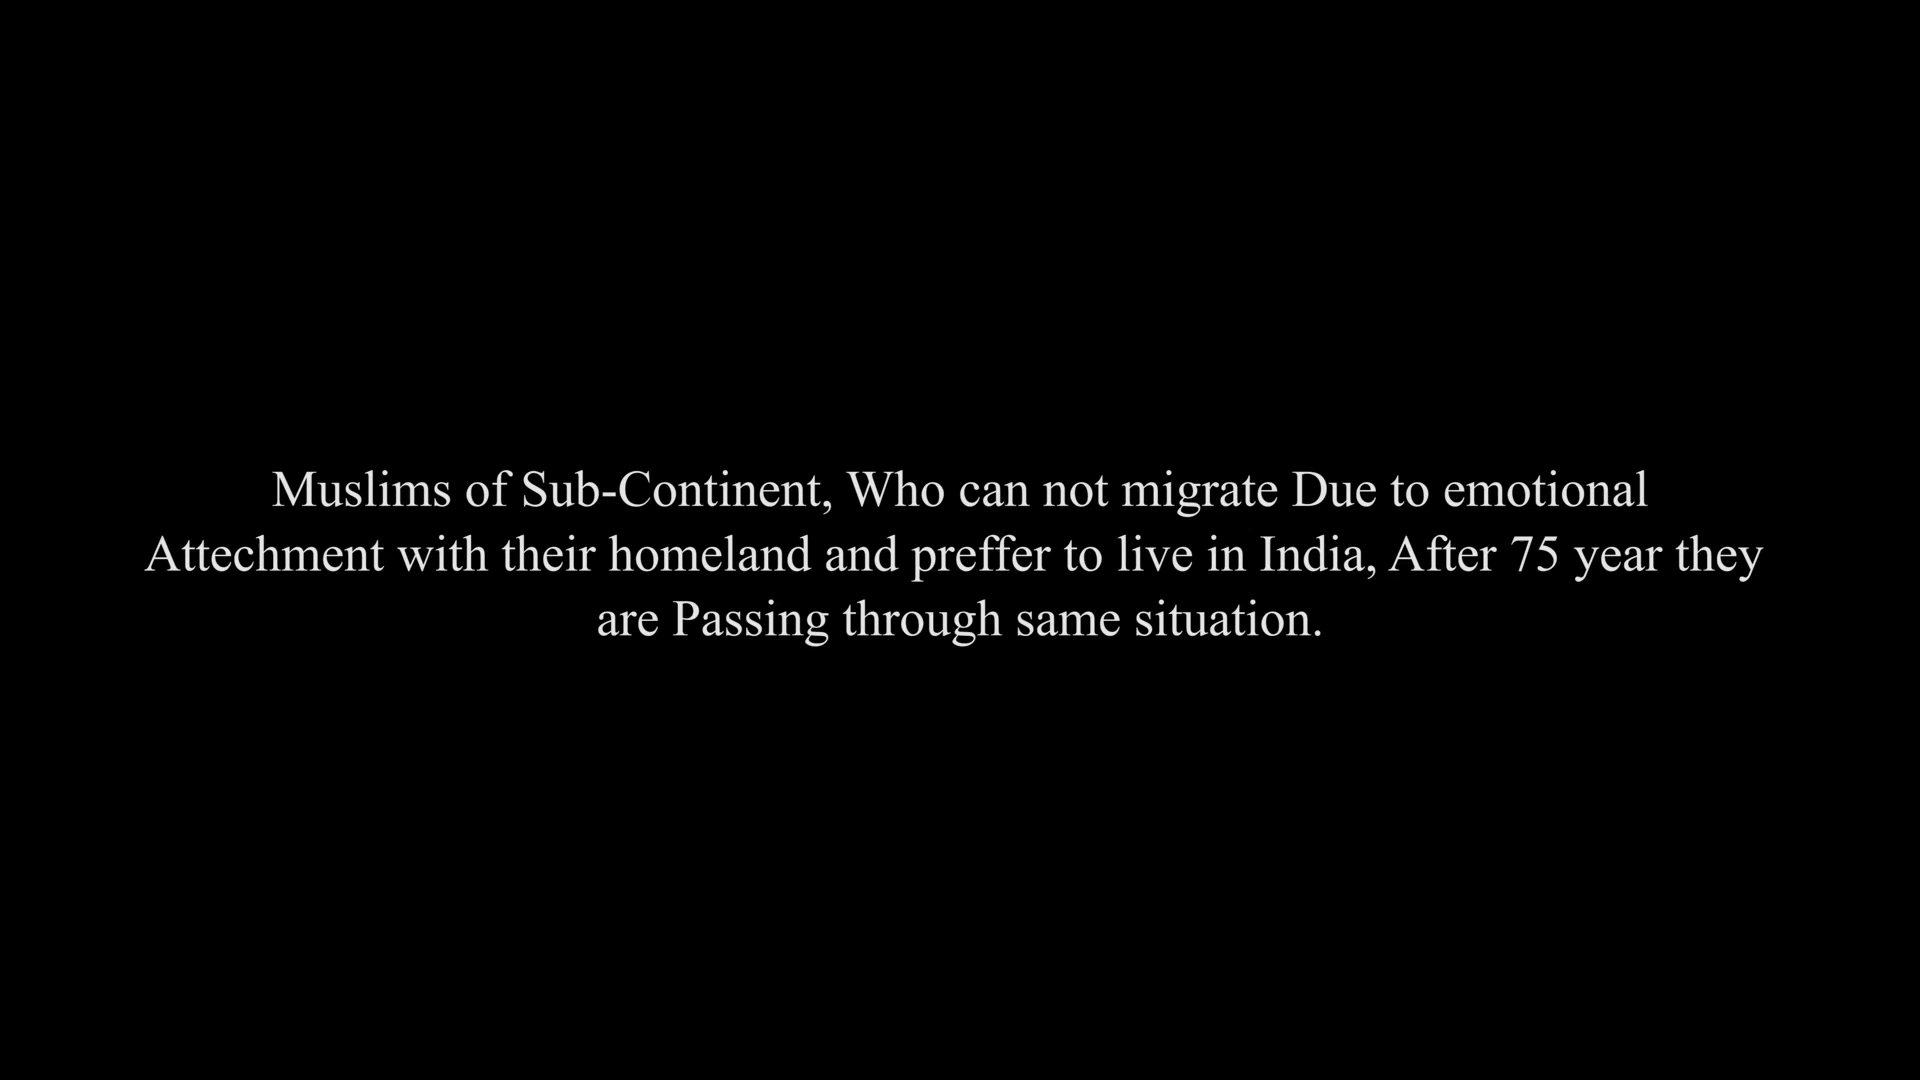 Muslims of Sub-Continent, Who can not migrate Due to emotional
Attechment with their homeland and preffer to live in India, After 75 year they
are Passing through same situation.